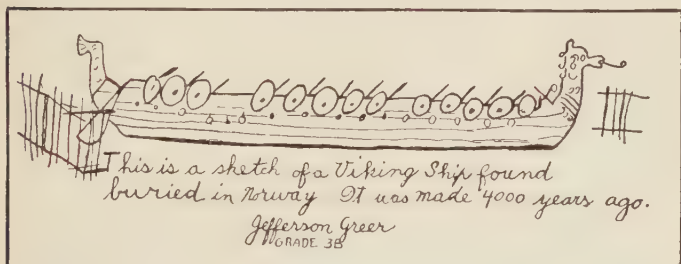 This is a sketch of a Viking Ship found
buried in Norway It was made 4000 years ago.
Jefferson Greer
GRADE 3B